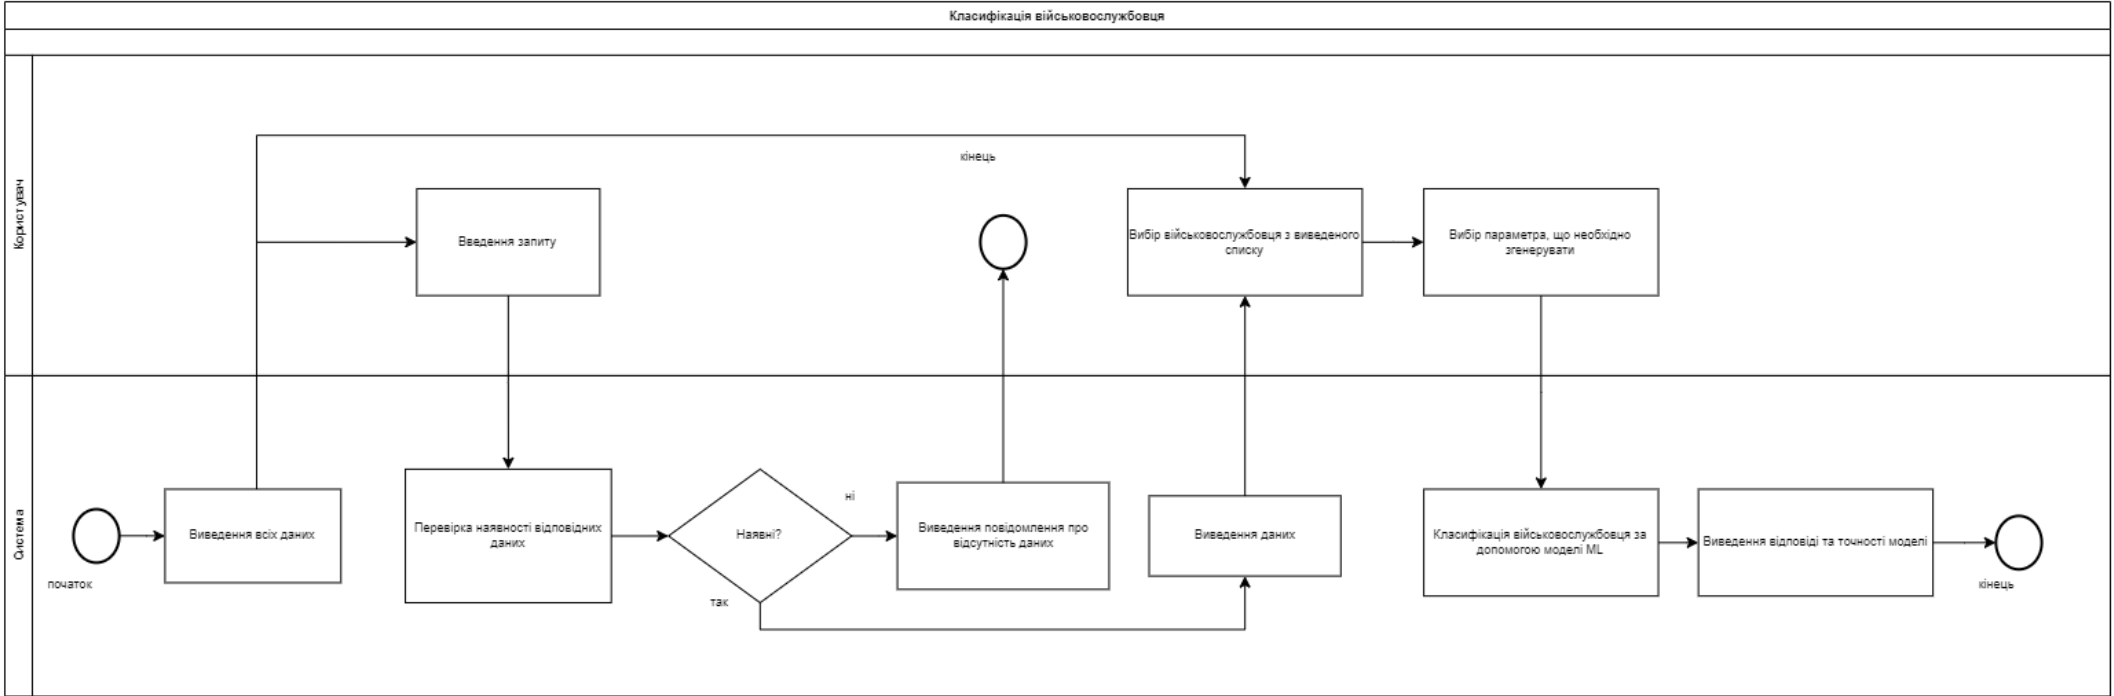 Класифікація військовослужбовця
Користувач
кінець
Введення запиту
Вибір військовослужбовця з виведеного
списку
Вибір параметра, що необхідно
згенерувати
Система
початок
Виведення всіх даних
Перевірка наявності відповідних
даних
Наявні?
ні
так
Виведення повідомлення про
відсутність даних
Виведення даних
Класифікація військовослужбовця за
допомогою моделі ML
Виведення відповіді та точності моделі
кінець